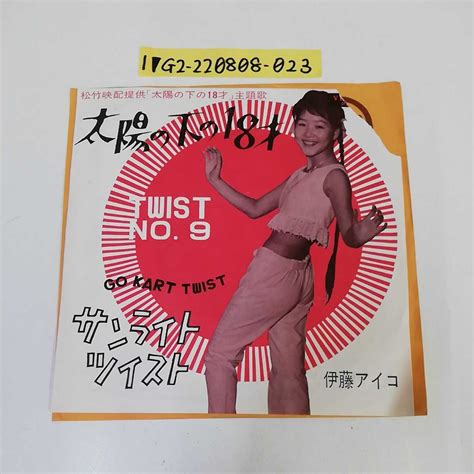 1G2-220808-023
松竹映配提供「太陽の下の18才」主題歌
太陽の下の18才
TWIST
NO. 9
GO KART TWIST
サンライト
ツイスト
伊藤アイコ